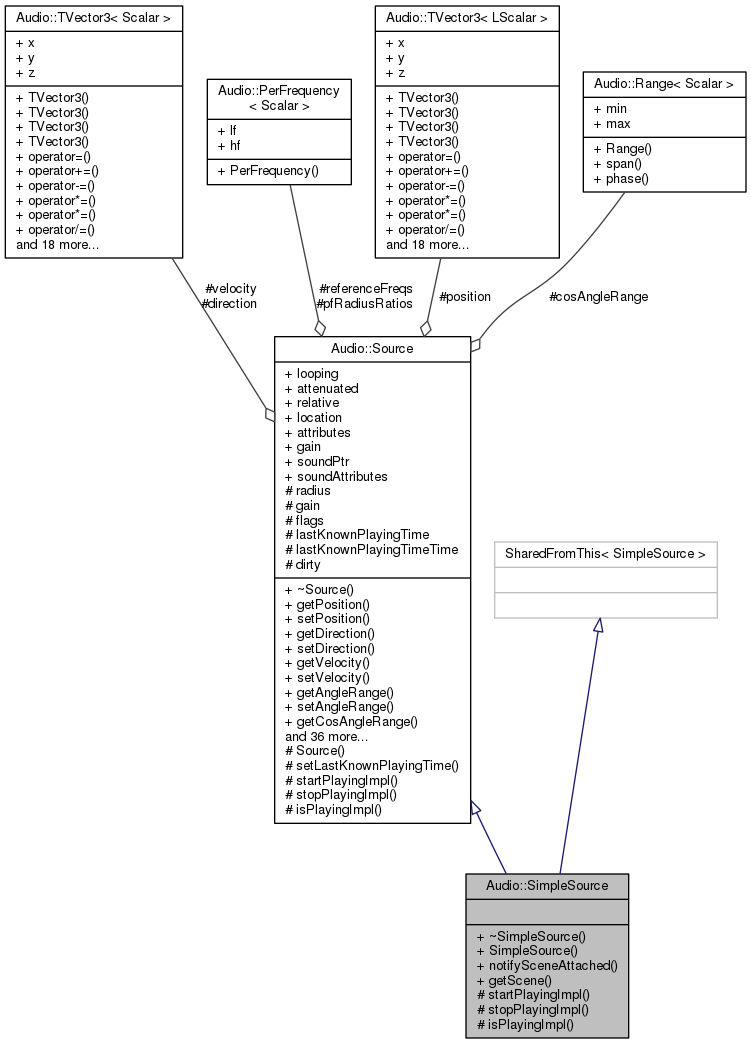 Audio::TVector3< Scalar >
+ x
+ y
+ z
+ TVector3()
+ TVector3()
+ TVector3()
+ TVector3()
+ operator=()
+ operator+=()
+ operator-=()
+ operator*=()
+ operator*=()
+ operator/=()
and 18 more...
Audio::PerFrequency
< Scalar >
+ lf
+ hf
+ PerFrequency()
Audio::TVector3< LScalar >
+ x
+ y
+ z
+ TVector3()
+ TVector3()
+ TVector3()
+ TVector3()
+ operator=()
+ operator+=()
+ operator-=()
+ operator*=()
+ operator*=()
+ operator/=()
and 18 more...
Audio::Range< Scalar >
+ min
+ max
+ Range()
+ span()
+ phase()
#velocity
#direction
#referenceFreqs
#pfRadiusRatios
#position
#cosAngleRange
Audio::Source
+ looping
+ attenuated
+ relative
+ location
+ attributes
+ gain
+ soundPtr
+ soundAttributes
# radius
# gain
# flags
# lastKnownPlayingTime
# lastKnownPlayingTimeTime
# dirty
+ ~Source()
+ getPosition()
+ setPosition()
+ getDirection()
+ setDirection()
+ getVelocity()
+ setVelocity()
+ getAngleRange()
+ setAngleRange()
+ getCosAngleRange()
and 36 more...
# Source()
# setLastKnownPlayingTime()
# startPlayingImpl()
# stopPlayingImpl()
# isPlayingImpl()
SharedFromThis< SimpleSource >
Audio::SimpleSource
+ ~SimpleSource()
+ SimpleSource()
+ notifySceneAttached()
+ getScene()
# startPlayingImpl()
# stopPlayingImpl()
# isPlayingImpl()